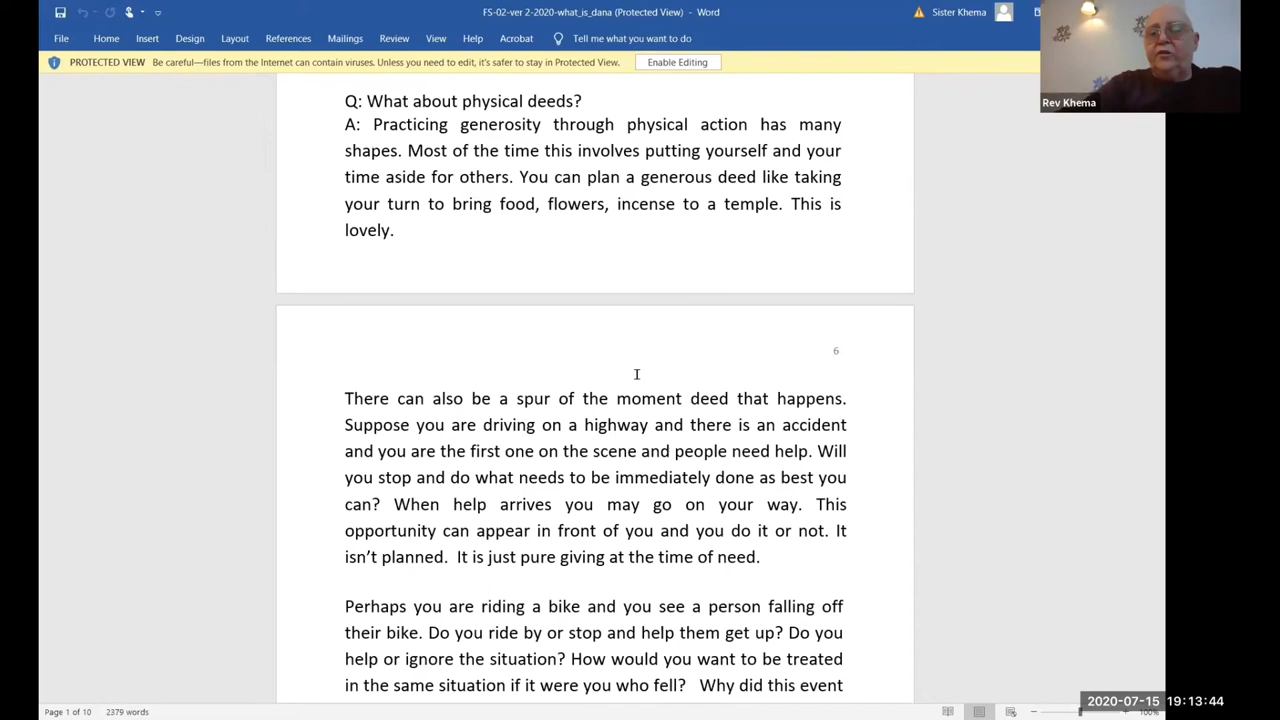 FS-02-ver 2-2020-what_is_dana (Protected View) - Word
Sister Khema
File Home Insert Design Layout References Mailings Review View Help Acrobat Tell me what you want to do
PROTECTED VIEW Be careful—files from the Internet can contain viruses. Unless you need to edit, it's safer to stay in Protected View. Enable Editing
Rev Khema
Q: What about physical deeds?
A: Practicing generosity through physical action has many
shapes. Most of the time this involves putting yourself and your
time aside for others. You can plan a generous deed like taking
your turn to bring food, flowers, incense to a temple. This is
lovely.
6
There can also be a spur of the moment deed that happens.
Suppose you are driving on a highway and there is an accident
and you are the first one on the scene and people need help. Will
you stop and do what needs to be immediately done as best you
can? When help arrives you may go on your way. This
opportunity can appear in front of you and you do it or not. It
isn't planned. It is just pure giving at the time of need.
Perhaps you are riding a bike and you see a person falling off
their bike. Do you ride by or stop and help them get up? Do you
help or ignore the situation? How would you want to be treated
in the same situation if it were you who fell? Why did this event
2020-07-15 19:13:44
Page 1 of 10 2379 words
100%